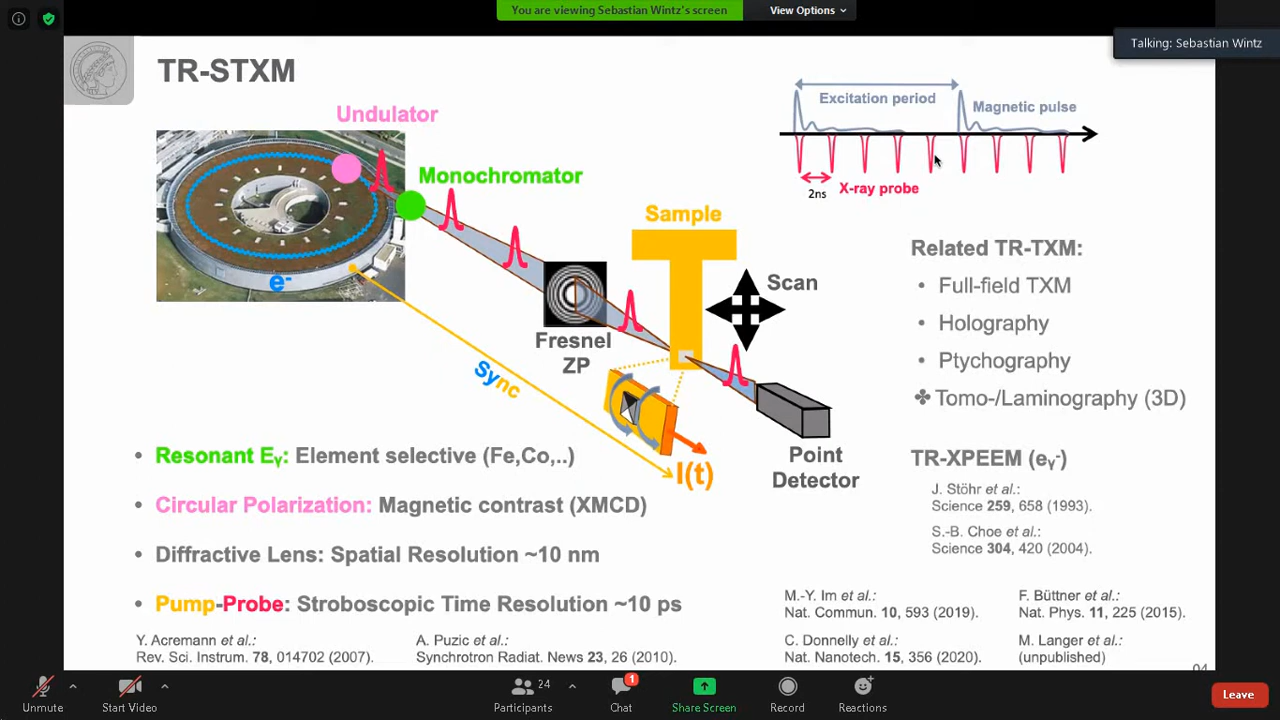 You are viewing Sebastian Wintz's screen
View Options
Talking: Sebastian Wintz
TR-STXM
Undulator
Monochromator
Sample
Scan
Fresnel
ZP
Point
Detector
e-
Sync
I(t)
Excitation period
Magnetic pulse
2ns
X-ray probe
Related TR-TXM:
• Full-field TXM
• Holography
• Ptychography
✤ Tomo-/Laminography (3D)
TR-XPEEM (eᵧ-)
J. Stöhr et al.:
Science 259, 658 (1993).
S.-B. Choe et al.:
Science 304, 420 (2004).
• Resonant Eᵧ: Element selective (Fe,Co,..)
• Circular Polarization: Magnetic contrast (XMCD)
• Diffractive Lens: Spatial Resolution ~10 nm
• Pump-Probe: Stroboscopic Time Resolution ~10 ps
Y. Acremann et al.:
Rev. Sci. Instrum. 78, 014702 (2007).
A. Puzic et al.:
Synchrotron Radiat. News 23, 26 (2010).
M.-Y. Im et al.:
Nat. Commun. 10, 593 (2019).
F. Büttner et al.:
Nat. Phys. 11, 225 (2015).
C. Donnelly et al.:
Nat. Nanotech. 15, 356 (2020).
M. Langer et al.:
(unpublished)
Unmute
Start Video
24
Participants
1
Chat
Share Screen
Record
Reactions
Leave